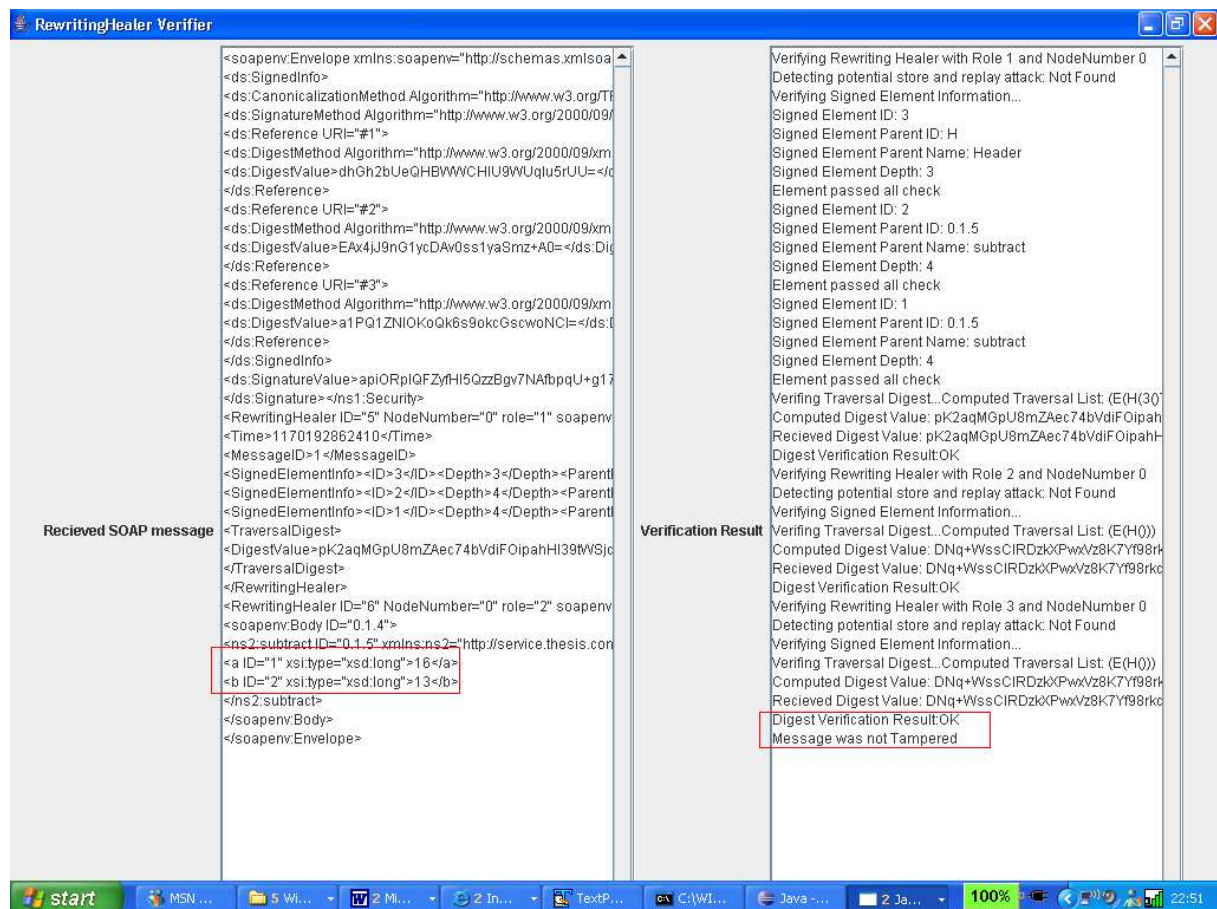 RewritingHealer Verifier
Recieved SOAP message
<soapenv:Envelope xmlns:soapenv="http://schemas.xmlsoa
<ds:SignedInfo>
<ds:CanonicalizationMethod Algorithm="http://www.w3.org/TF
<ds:SignatureMethod Algorithm="http://www.w3.org/2000/09/
<ds:Reference URI="#1">
<ds:DigestMethod Algorithm="http://www.w3.org/2000/09/xm
<ds:DigestValue>dhGh2bUeQHBWWCHIU9WUqlu5rUU=</d
</ds:Reference>
<ds:Reference URI="#2">
<ds:DigestMethod Algorithm="http://www.w3.org/2000/09/xm
<ds:DigestValue>EAx4jJ9nG1ycDAv0ss1yaSmz+A0=</ds:Dig
</ds:Reference>
<ds:Reference URI="#3">
<ds:DigestMethod Algorithm="http://www.w3.org/2000/09/xm
<ds:DigestValue>a1PQ1ZNIOKoQk6s9okcGscwoNCI=</ds:D
</ds:Reference>
</ds:SignedInfo>
<ds:SignatureValue>apiORpIQFZyfHI5QzzBgv7NAfbpqU+g17
</ds:Signature></ns1:Security>
<RewritingHealer ID="5" NodeNumber="0" role="1" soapenv
<Time>1170192862410</Time>
<MessageID>1</MessageID>
<SignedElementInfo><ID>3</ID><Depth>3</Depth><ParentI
<SignedElementInfo><ID>2</ID><Depth>4</Depth><ParentI
<SignedElementInfo><ID>1</ID><Depth>4</Depth><ParentI
<TraversalDigest>
<DigestValue>pK2aqMGpU8mZAec74bVdiFOipahHI39tWSjc
</TraversalDigest>
</RewritingHealer>
<RewritingHealer ID="6" NodeNumber="0" role="2" soapenv
<soapenv:Body ID="0.1.4">
<ns2:subtract ID="0.1.5" xmlns:ns2="http://service.thesis.con
<a ID="1" xsi:type="xsd:long">16</a>
<b ID="2" xsi:type="xsd:long">13</b>
</ns2:subtract>
</soapenv:Body>
</soapenv:Envelope>
Verification Result
Verifying Rewriting Healer with Role 1 and NodeNumber 0
Detecting potential store and replay attack: Not Found
Verifying Signed Element Information...
Signed Element ID: 3
Signed Element Parent ID: H
Signed Element Parent Name: Header
Signed Element Depth: 3
Element passed all check
Signed Element ID: 2
Signed Element Parent ID: 0.1.5
Signed Element Parent Name: subtract
Signed Element Depth: 4
Element passed all check
Signed Element ID: 1
Signed Element Parent ID: 0.1.5
Signed Element Parent Name: subtract
Signed Element Depth: 4
Element passed all check
Verifing Traversal Digest...Computed Traversal List: (E(H(3()
Computed Digest Value: pK2aqMGpU8mZAec74bVdiFOipah
Recieved Digest Value: pK2aqMGpU8mZAec74bVdiFOipahH
Digest Verification Result:OK
Verifying Rewriting Healer with Role 2 and NodeNumber 0
Detecting potential store and replay attack: Not Found
Verifying Signed Element Information...
Verifing Traversal Digest...Computed Traversal List: (E(H()))
Computed Digest Value: DNq+WssCIRDzkXPwxVz8K7Yf98rk
Recieved Digest Value: DNq+WssCIRDzkXPwxVz8K7Yf98rkc
Digest Verification Result:OK
Verifying Rewriting Healer with Role 3 and NodeNumber 0
Detecting potential store and replay attack: Not Found
Verifying Signed Element Information...
Verifing Traversal Digest...Computed Traversal List: (E(H()))
Computed Digest Value: DNq+WssCIRDzkXPwxVz8K7Yf98rk
Recieved Digest Value: DNq+WssCIRDzkXPwxVz8K7Yf98rkc
Digest Verification Result:OK
Message was not Tampered
start MSN ... 5 Wi... 2 Mi... 2 In... TextP... C:\WI... Java -... 2 Ja... 100% 22:51